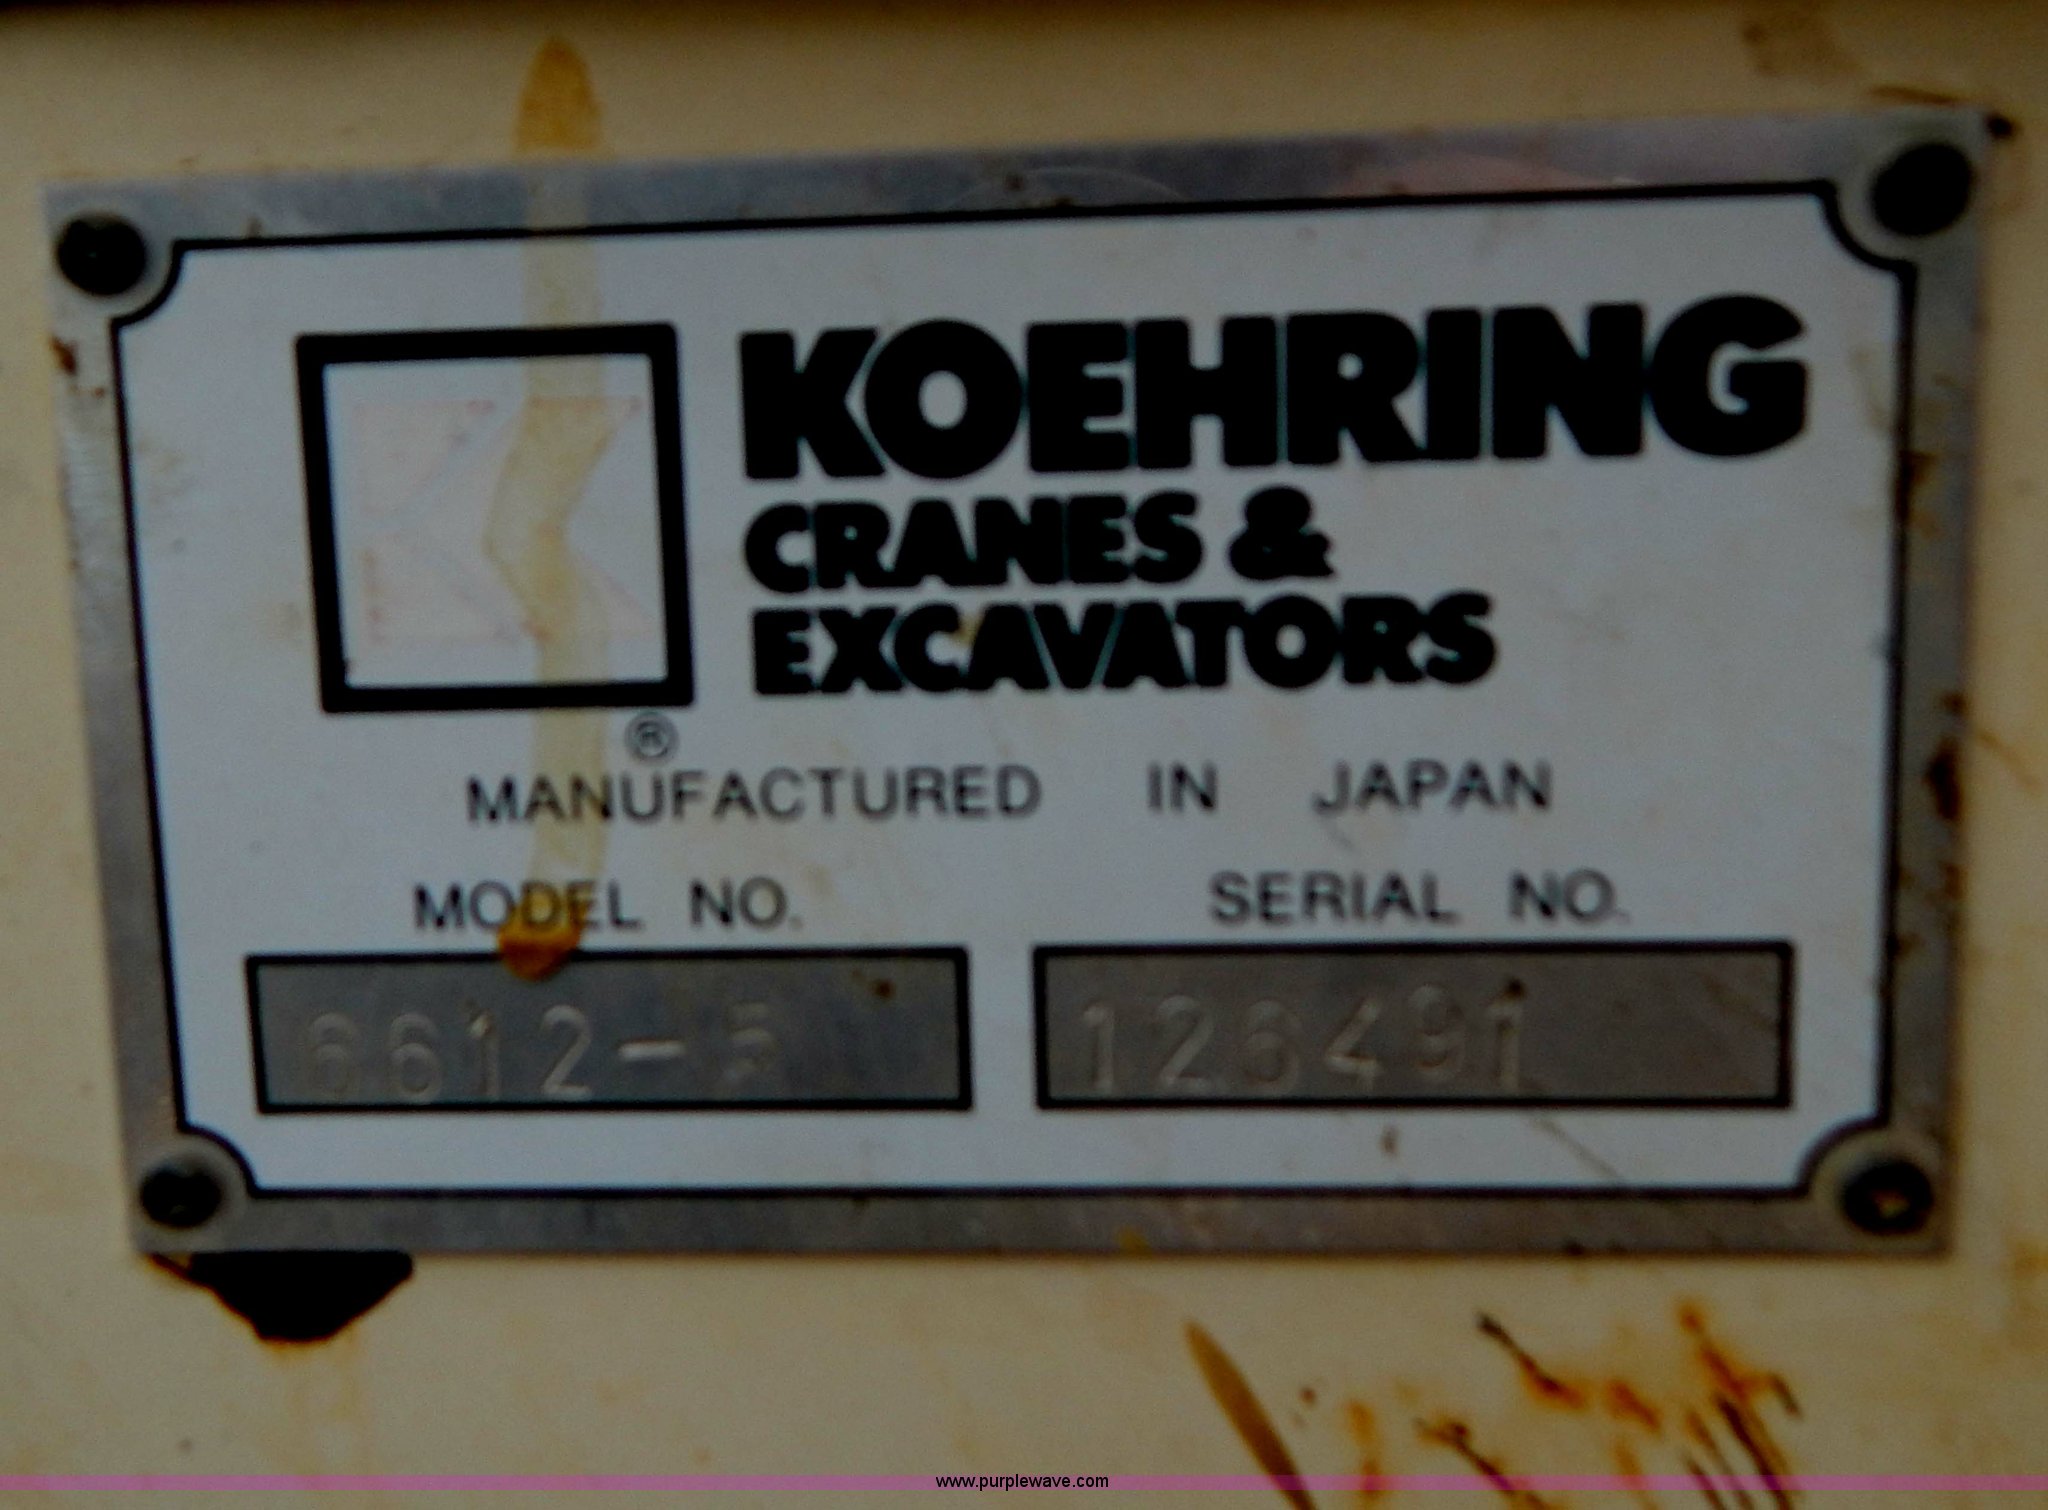 KOEHRING
CRANES &
EXCAVATORS
®
MANUFACTURED IN JAPAN
MODEL NO. SERIAL NO.
6612-5 126491
www.purplewave.com